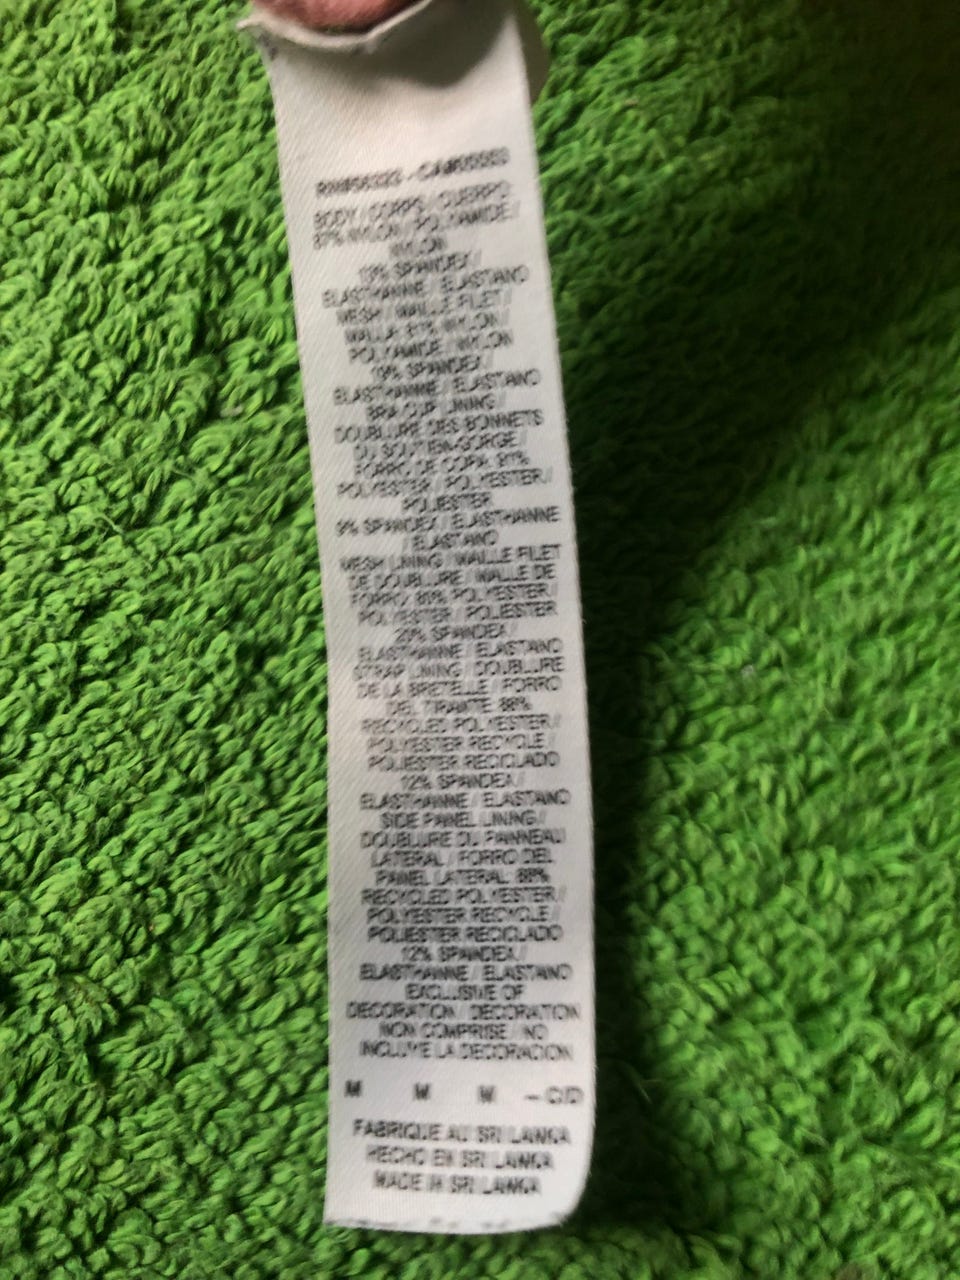 BODY / CORPS / CUERPO:
87% NYLON / POLYAMIDE /
NYLON
13% SPANDEX /
ELASTHANNE / ELASTANO
MESH / MAILLE FILET /
MALLA: 81% NYLON /
POLYAMIDE / NYLON
19% SPANDEX /
ELASTHANNE / ELASTANO
BRA CUP LINING /
DOUBLURE DES BONNETS
DU SOUTIEN-GORGE /
FORRO DE COPA: 91%
POLYESTER / POLYESTER /
POLIESTER
9% SPANDEX / ELASTHANNE
/ ELASTANO
MESH LINING / MAILLE FILET
DE DOUBLURE / MALLE DE
FORRO: 80% POLYESTER /
POLYESTER / POLIESTER
20% SPANDEX /
ELASTHANNE / ELASTANO
STRAP LINING / DOUBLURE
DE LA BRETELLE / FORRO
DEL TIRANTE: 88%
RECYCLED POLYESTER /
POLYESTER RECYCLE /
POLIESTER RECICLADO
12% SPANDEX /
ELASTHANNE / ELASTANO
SIDE PANEL LINING /
DOUBLURE DU PANNEAU
LATERAL / FORRO DEL
PANEL LATERAL: 88%
RECYCLED POLYESTER /
POLYESTER RECYCLE /
POLIESTER RECICLADO
12% SPANDEX /
ELASTHANNE / ELASTANO
EXCLUSIVE OF
DECORATION / DECORATION
NON COMPRISE / NO
INCLUYE LA DECORACION
M M M - C/D
FABRIQUE AU SRI LANKA
HECHO EN SRI LANKA
MADE IN SRI LANKA